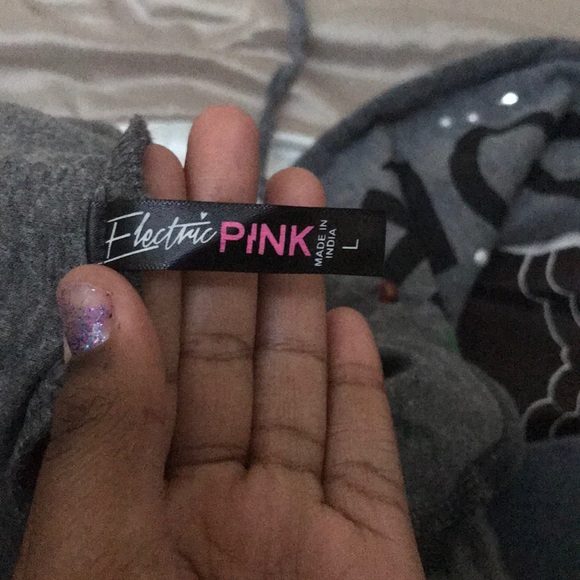 Electric PINK
MADE IN
INDIA
L